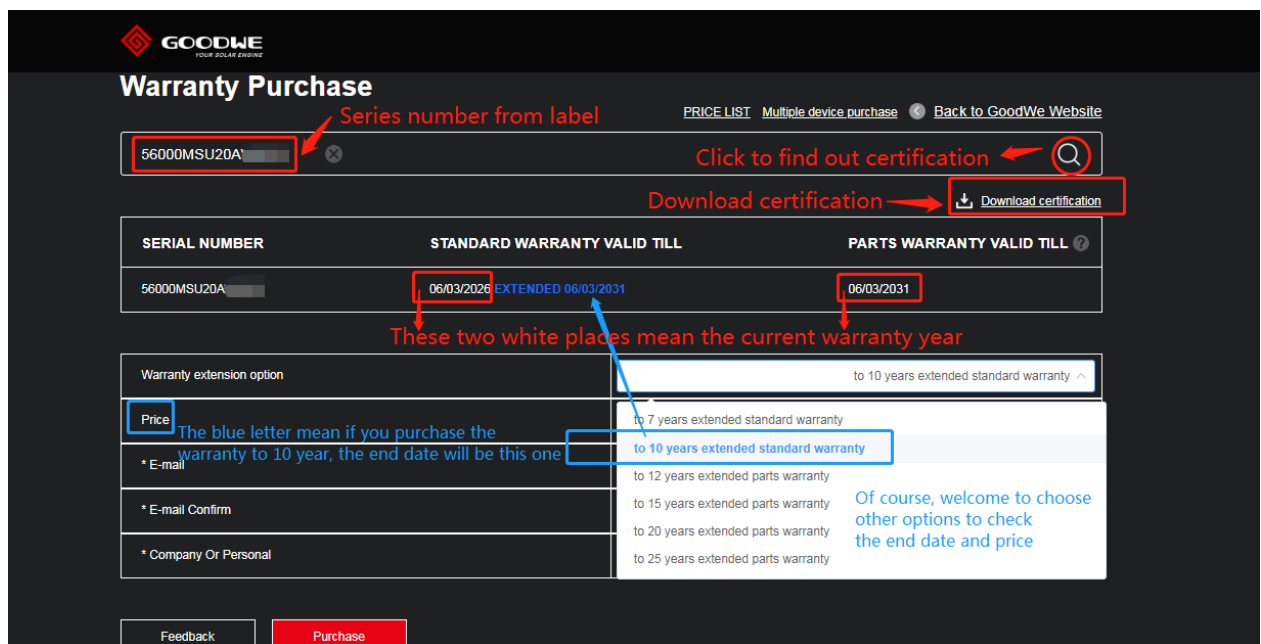 GOODWE
YOUR SOLAR ENGINE
Warranty Purchase
Series number from label
PRICE LIST Multiple device purchase Back to GoodWe Website
56000MSU20A
Click to find out certification
Download certification
Download certification
SERIAL NUMBER STANDARD WARRANTY VALID TILL PARTS WARRANTY VALID TILL ?
56000MSU20A 06/03/2026 EXTENDED 06/03/2031 06/03/2031
These two white places mean the current warranty year
Warranty extension option to 10 years extended standard warranty
Price
The blue letter mean if you purchase the
warranty to 10 year, the end date will be this one
* E-mail
* E-mail Confirm
* Company Or Personal
to 7 years extended standard warranty
to 10 years extended standard warranty
to 12 years extended parts warranty
to 15 years extended parts warranty
to 20 years extended parts warranty
to 25 years extended parts warranty
Of course, welcome to choose
other options to check
the end date and price
Feedback Purchase